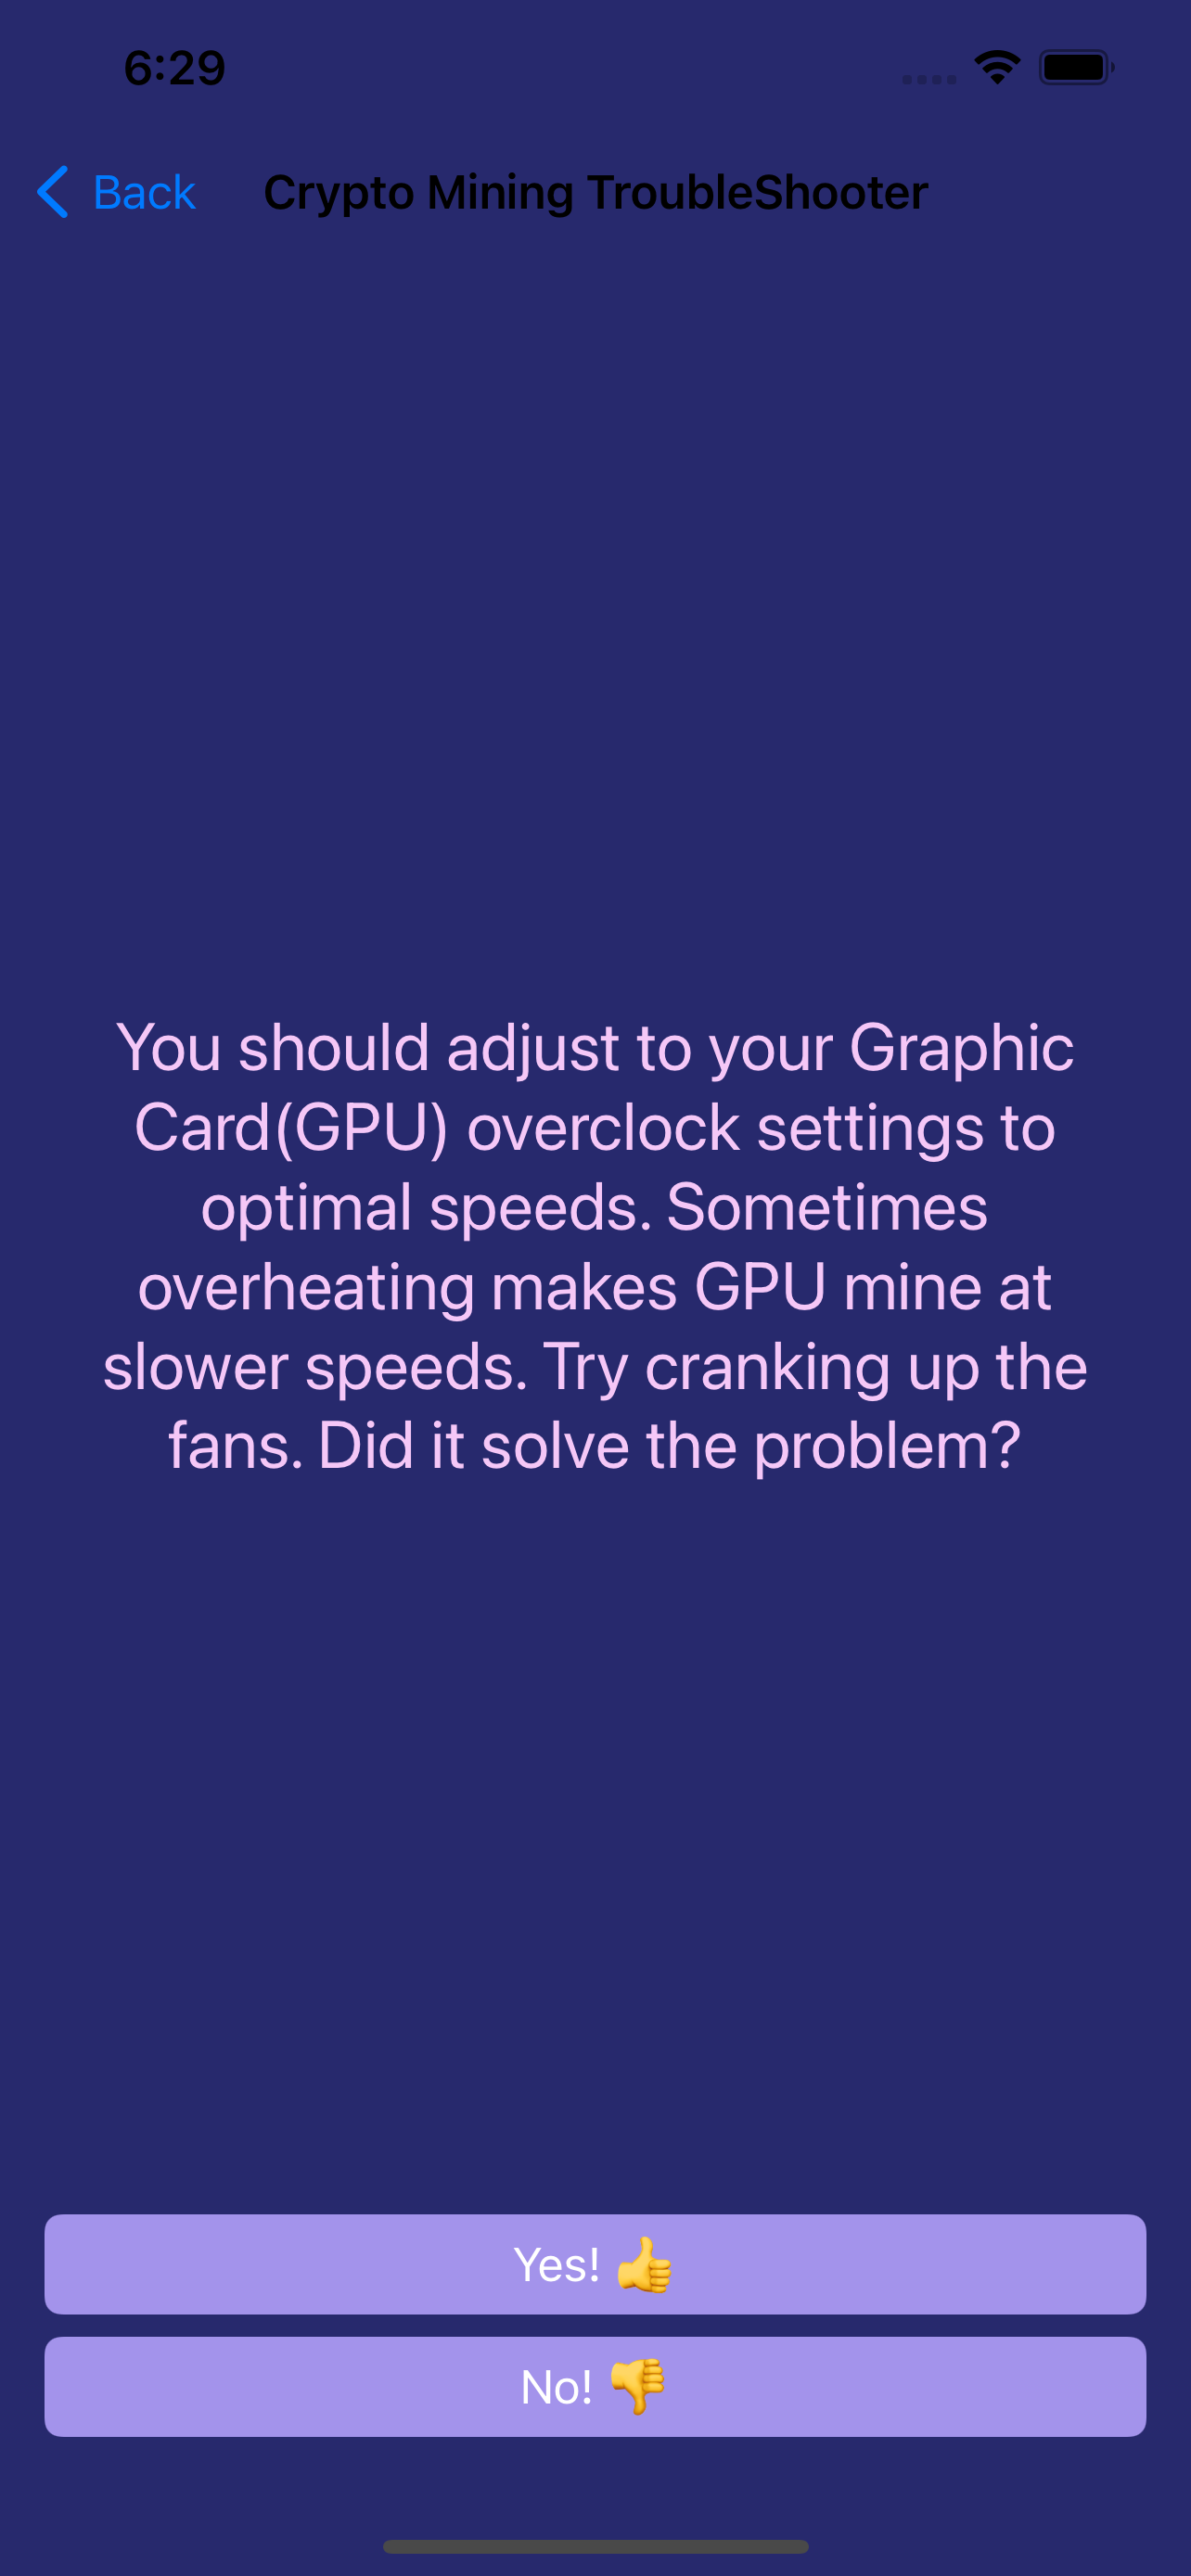 6:29
Back
Crypto Mining TroubleShooter
You should adjust to your Graphic
Card(GPU) overclock settings to
optimal speeds. Sometimes
overheating makes GPU mine at
slower speeds. Try cranking up the
fans. Did it solve the problem?
Yes! 👍
No! 👎